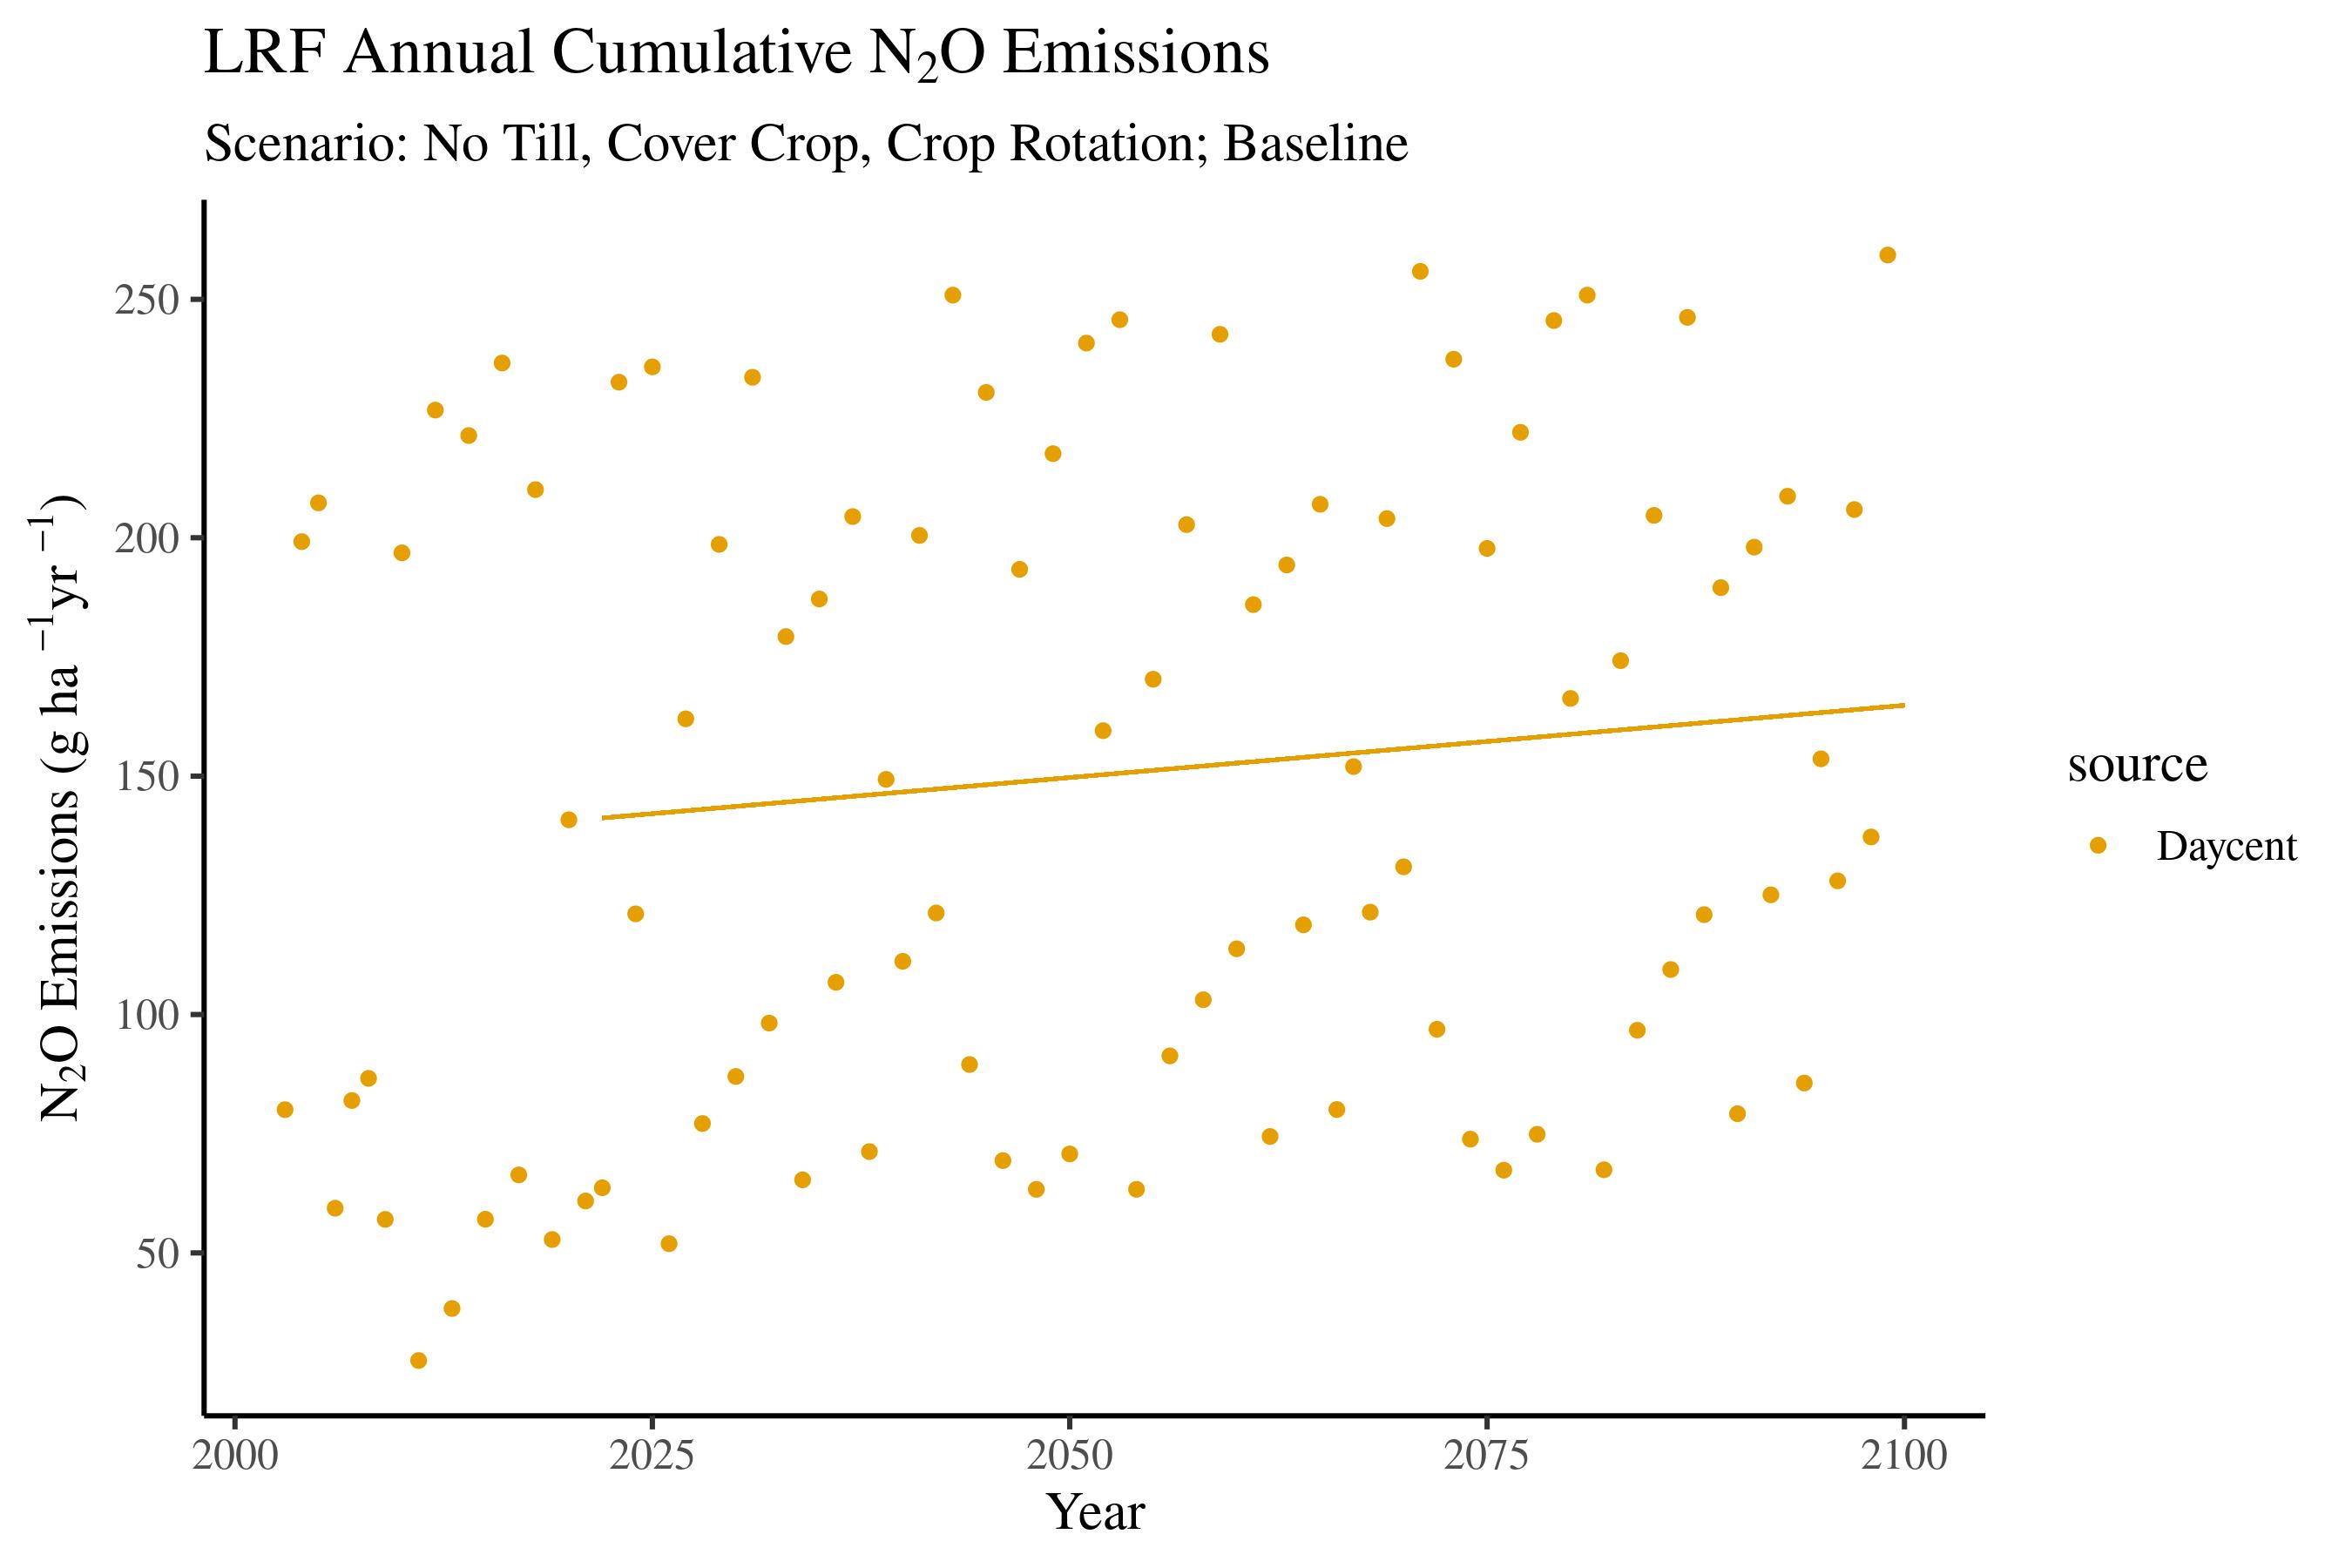 LRF Annual Cumulative N₂O Emissions
Scenario: No Till, Cover Crop, Crop Rotation; Baseline
N₂O Emissions (g ha ⁻¹yr ⁻¹)
250
200
150
100
50
2000 2025 2050 2075 2100
Year
source
Daycent